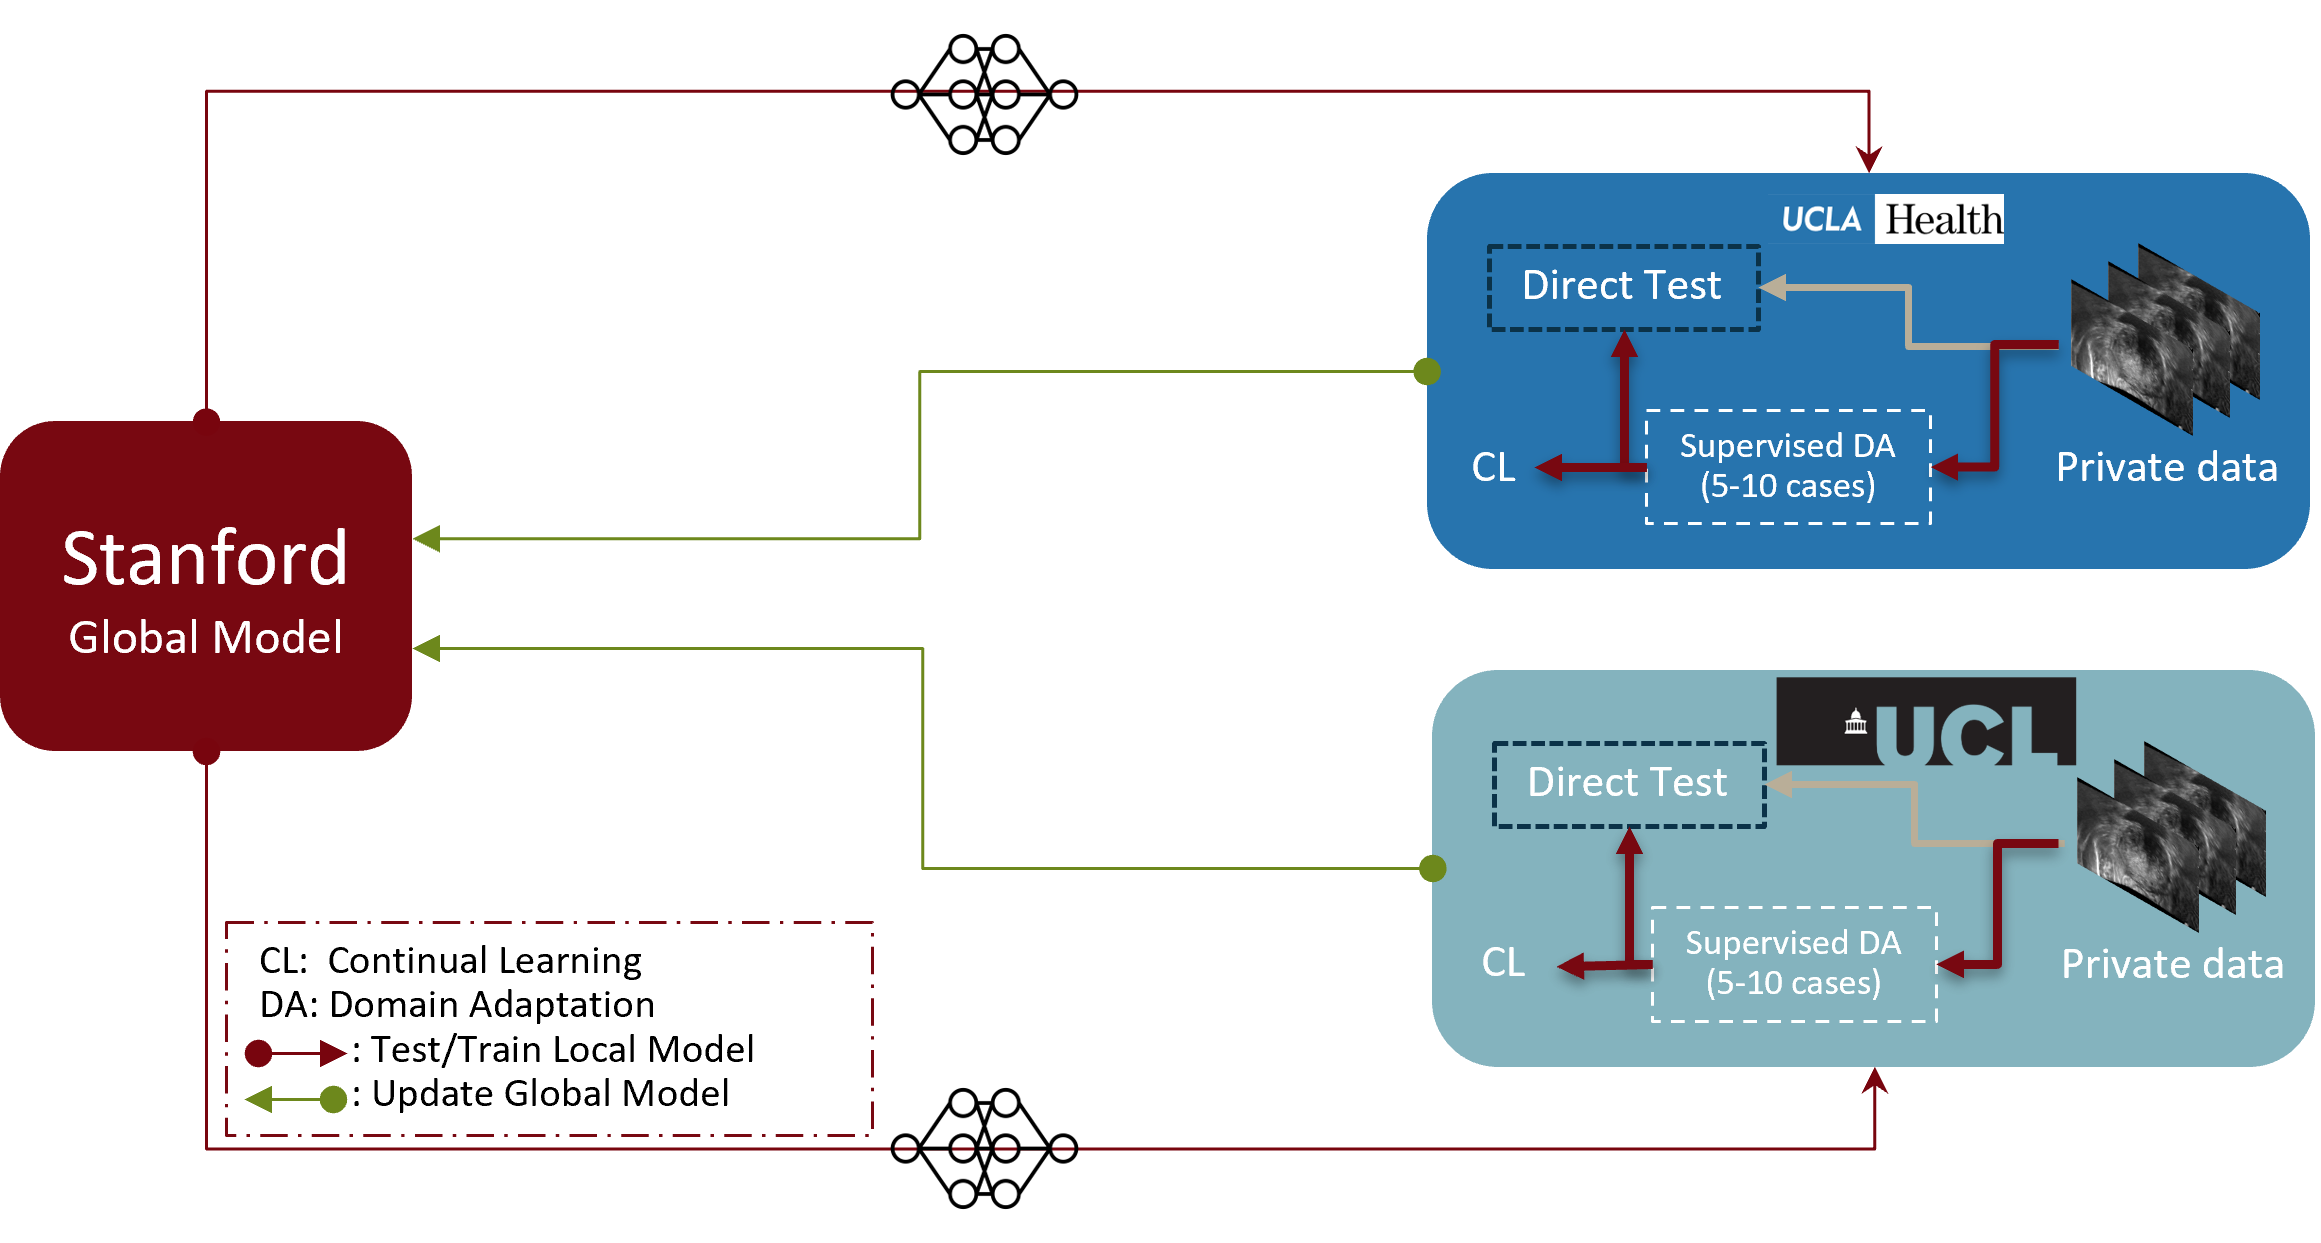 UCLA Health
Direct Test
Supervised DA
(5-10 cases)
CL
Private data
Stanford
Global Model
UCL
Direct Test
Supervised DA
(5-10 cases)
CL
Private data
CL: Continual Learning
DA: Domain Adaptation
: Test/Train Local Model
: Update Global Model